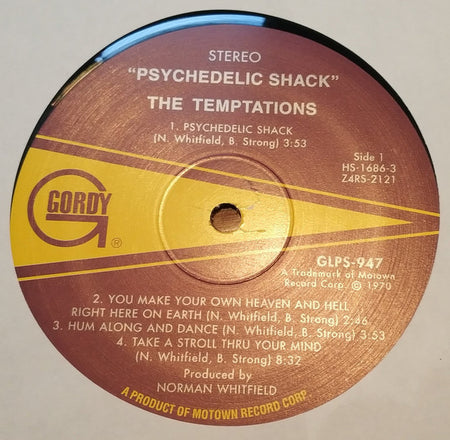 STEREO
"PSYCHEDELIC SHACK"
THE TEMPTATIONS
1. PSYCHEDELIC SHACK
(N. Whitfield, B. Strong) 3:53
Side 1
HS-1686-3
Z4RS-2121
GORDY
®
GLPS-947
A Trademark of Motown
Record Corp. © 1970
2. YOU MAKE YOUR OWN HEAVEN AND HELL
RIGHT HERE ON EARTH (N. Whitfield, B. Strong) 2:46
3. HUM ALONG AND DANCE (N. Whitfield, B. Strong) 3:53
4. TAKE A STROLL THRU YOUR MIND
(N. Whitfield, B. Strong) 8:32
Produced by
NORMAN WHITFIELD
A PRODUCT OF MOTOWN RECORD CORP.